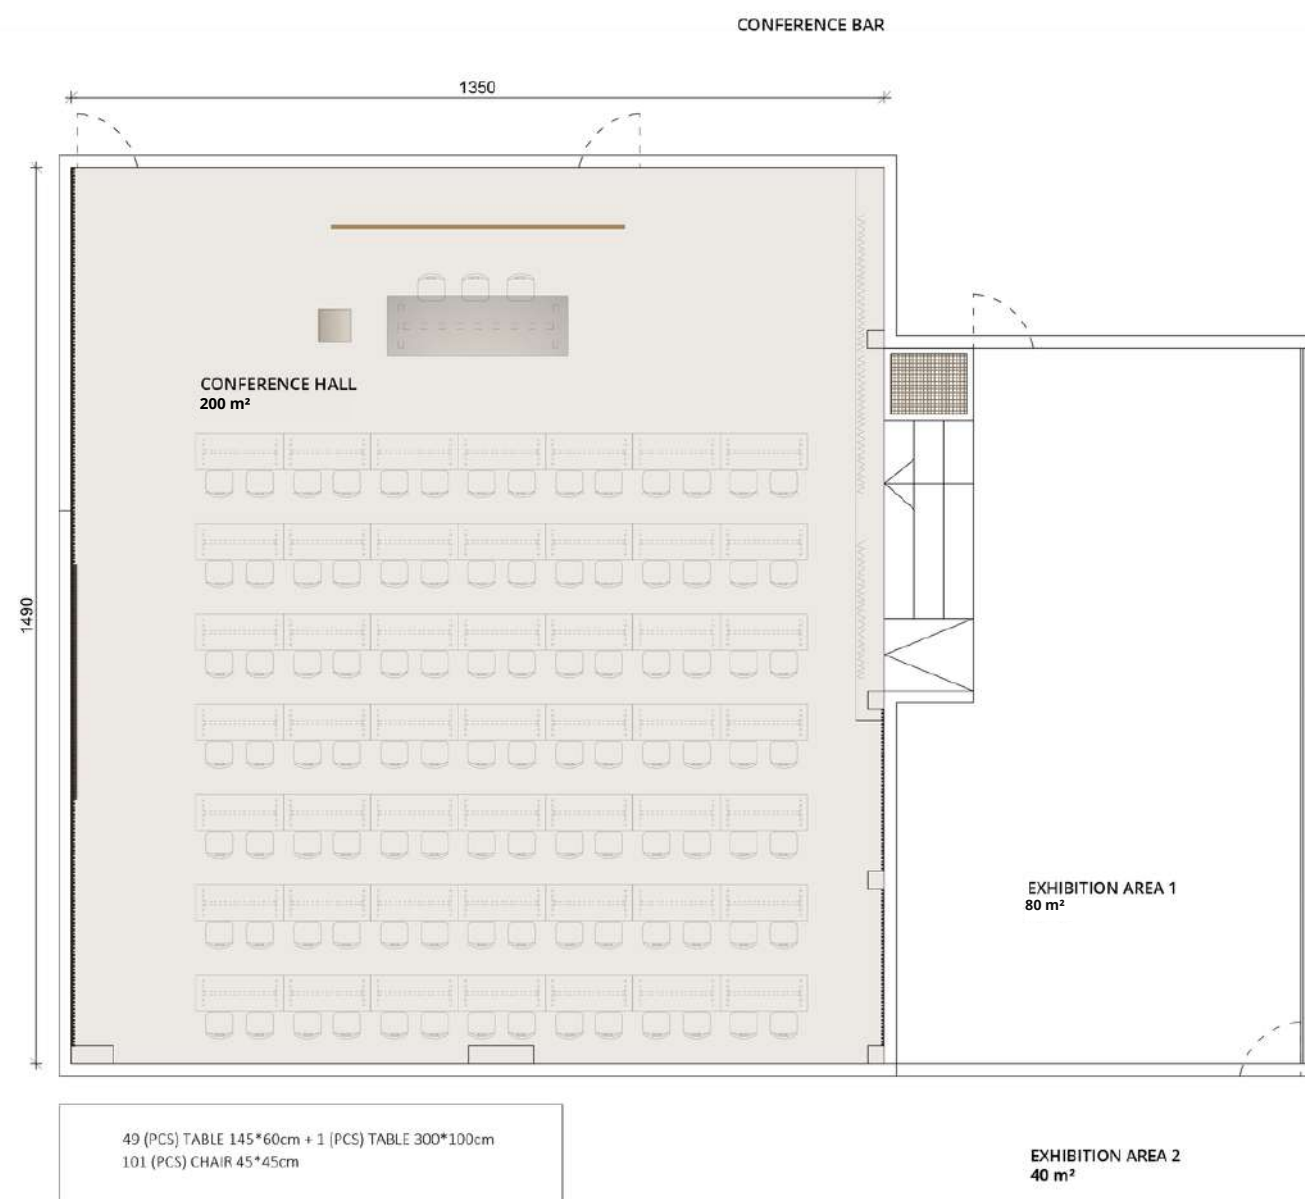 CONFERENCE BAR
1350
CONFERENCE HALL
200 m²
1490
EXHIBITION AREA 1
80 m²
49 (PCS) TABLE 145*60cm + 1 (PCS) TABLE 300*100cm
101 (PCS) CHAIR 45*45cm
EXHIBITION AREA 2
40 m²